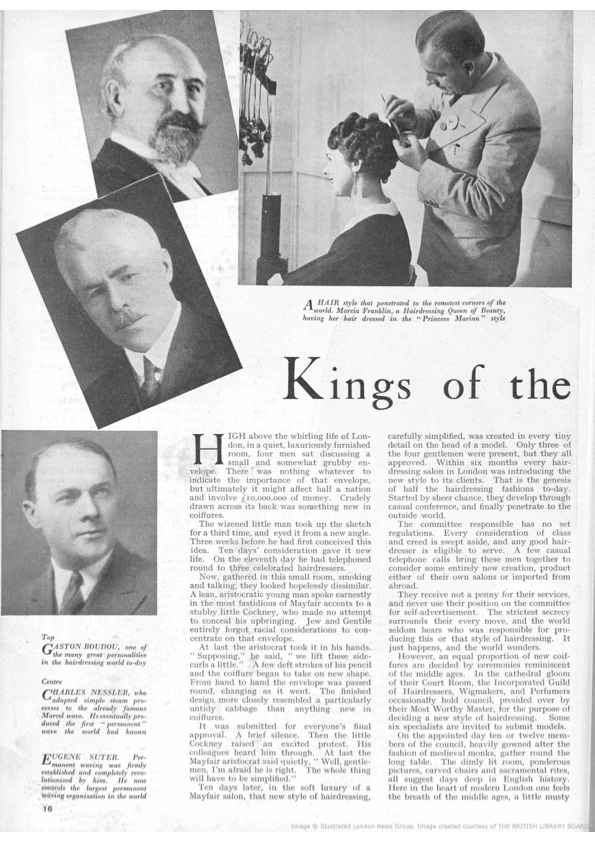 A HAIR style that penetrated to the remotest corners of the
world. Marcia Franklin, a Hairdressing Queen of Beauty,
having her hair dressed in the "Princess Marina" style
Kings of the
HIGH above the whirling life of Lon-
don, in a quiet, luxuriously furnished
room, four men sat discussing a
small and somewhat grubby en-
velope. There was nothing whatever to
indicate the importance of that envelope,
but ultimately it might affect half a nation
and involve £10,000,000 of money. Crudely
drawn across its back was something new in
coiffures.
The wizened little man took up the sketch
for a third time, and eyed it from a new angle.
Three weeks before he had first conceived this
idea. Ten days' consideration gave it new
life. On the eleventh day he had telephoned
round to three celebrated hairdressers.
Now, gathered in this small room, smoking
and talking, they looked hopelessly dissimilar.
A lean, aristocratic young man spoke earnestly
in the most fastidious of Mayfair accents to a
stubby little Cockney, who made no attempt
to conceal his upbringing. Jew and Gentile
entirely forgot racial considerations to con-
centrate on that envelope.
At last the aristocrat took it in his hands.
"Supposing," he said, "we lift these side-
curls a little." A few deft strokes of his pencil
and the coiffure began to take on new shape.
From hand to hand the envelope was passed
round, changing as it went. The finished
design more closely resembled a particularly
untidy cabbage than anything new in
coiffures.
It was submitted for everyone's final
approval. A brief silence. Then the little
Cockney raised an excited protest. His
colleagues heard him through. At last the
Mayfair aristocrat said quietly, "Well, gentle-
men, I'm afraid he is right. The whole thing
will have to be simplified."
Ten days later, in the soft luxury of a
Mayfair salon, that new style of hairdressing,
carefully simplified, was created in every tiny
detail on the head of a model. Only three of
the four gentlemen were present, but they all
approved. Within six months every hair-
dressing salon in London was introducing the
new style to its clients. That is the genesis
of half the hairdressing fashions to-day.
Started by sheer chance, they develop through
casual conference, and finally penetrate to the
outside world.
The committee responsible has no set
regulations. Every consideration of class
and creed is swept aside, and any good hair-
dresser is eligible to serve. A few casual
telephone calls bring these men together to
consider some entirely new creation, product
either of their own salons or imported from
abroad.
They receive not a penny for their services,
and never use their position on the committee
for self-advertisement. The strictest secrecy
surrounds their every move, and the world
seldom hears who was responsible for pro-
ducing this or that style of hairdressing. It
just happens, and the world wonders.
However, an equal proportion of new coif-
fures are decided by ceremonies reminiscent
of the middle ages. In the cathedral gloom
of their Court Room, the Incorporated Guild
of Hairdressers, Wigmakers, and Perfumers
occasionally hold council, presided over by
their Most Worthy Master, for the purpose of
deciding a new style of hairdressing. Some
six specialists are invited to submit models.
On the appointed day ten or twelve mem-
bers of the council, heavily gowned after the
fashion of medieval monks, gather round the
long table. The dimly lit room, ponderous
pictures, carved chairs and sacramental rites,
all suggest days deep in English history.
Here in the heart of modern London one feels
the breath of the middle ages, a little musty
Top
GASTON BOUDOU, one of
the many great personalities
in the hairdressing world to-day
Centre
CHARLES NESSLER, who
adapted simple steam pro-
cesses to the already famous
Marcel wave. He eventually pro-
duced the first "permanent"
wave the world had known
EUGENE SUTER. Per-
manent waving was firmly
established and completely revo-
lutionised by him. He now
controls the largest permanent
waving organisation in the world
16
Image © Illustrated London News Group. Image created courtesy of THE BRITISH LIBRARY BOARD